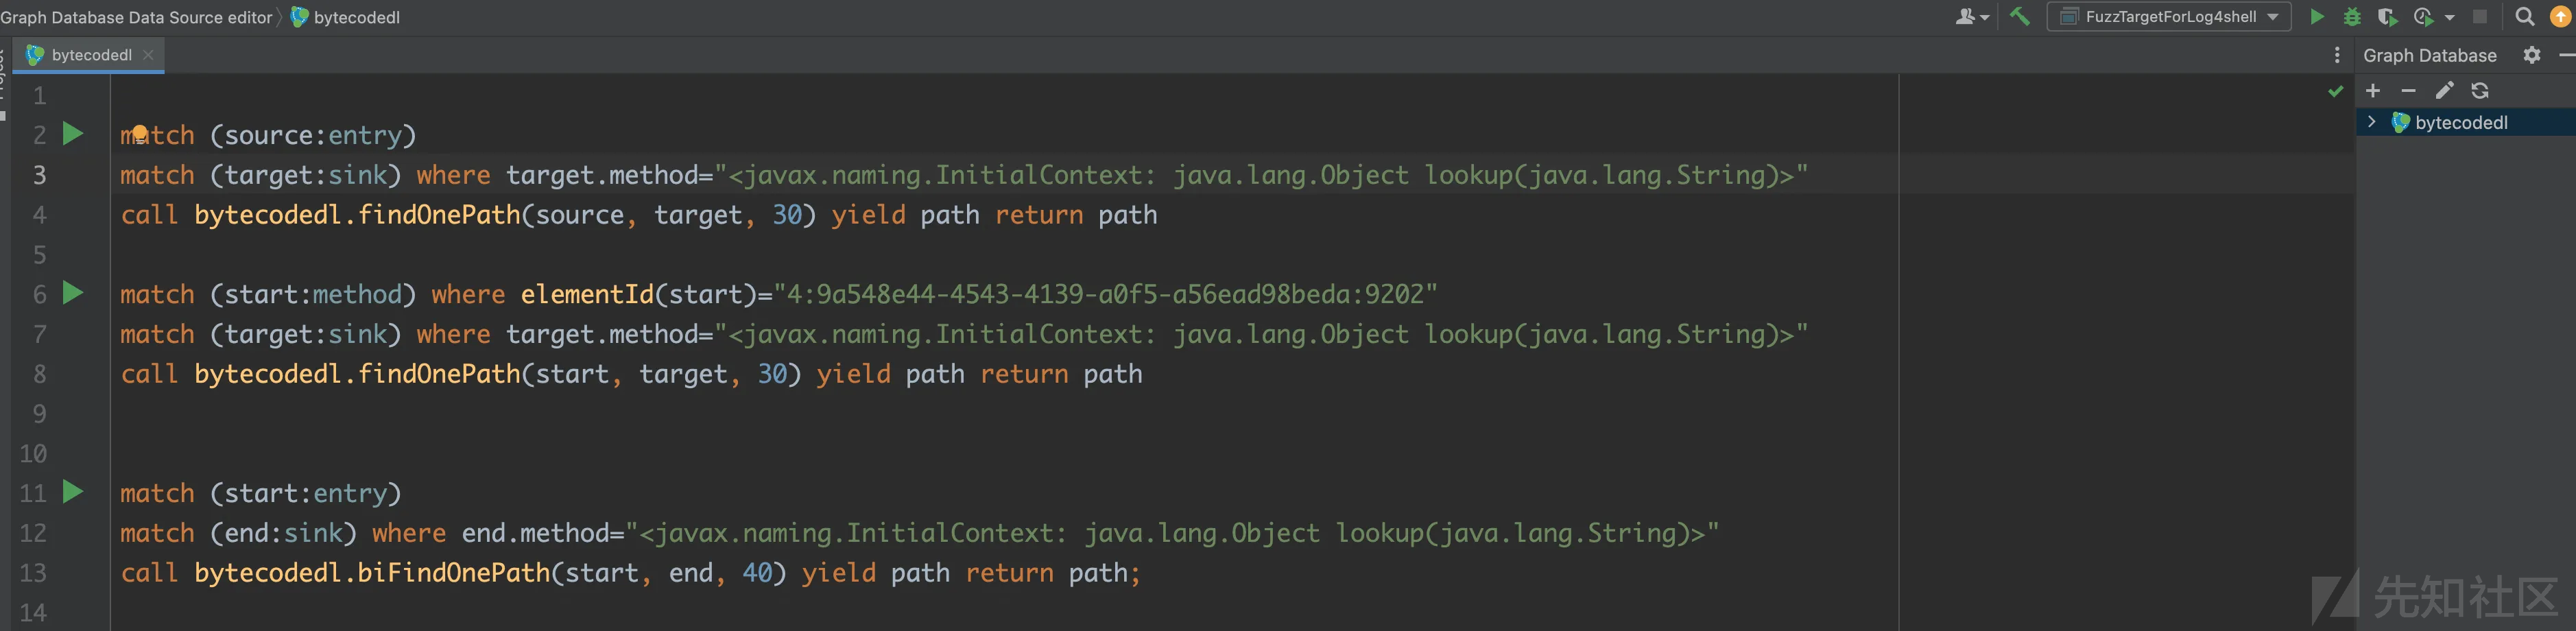 Graph Database Data Source editor bytecodedl
FuzzTargetForLog4shell
bytecodedl
Graph Database
bytecodedl
1
2 match (source:entry)
3 match (target:sink) where target.method="<javax.naming.InitialContext: java.lang.Object lookup(java.lang.String)>"
4 call bytecodedl.findOnePath(source, target, 30) yield path return path
5
6 match (start:method) where elementId(start)="4:9a548e44-4543-4139-a0f5-a56ead98beda:9202"
7 match (target:sink) where target.method="<javax.naming.InitialContext: java.lang.Object lookup(java.lang.String)>"
8 call bytecodedl.findOnePath(start, target, 30) yield path return path
9
10
11 match (start:entry)
12 match (end:sink) where end.method="<javax.naming.InitialContext: java.lang.Object lookup(java.lang.String)>"
13 call bytecodedl.biFindOnePath(start, end, 40) yield path return path;
14
先知社区